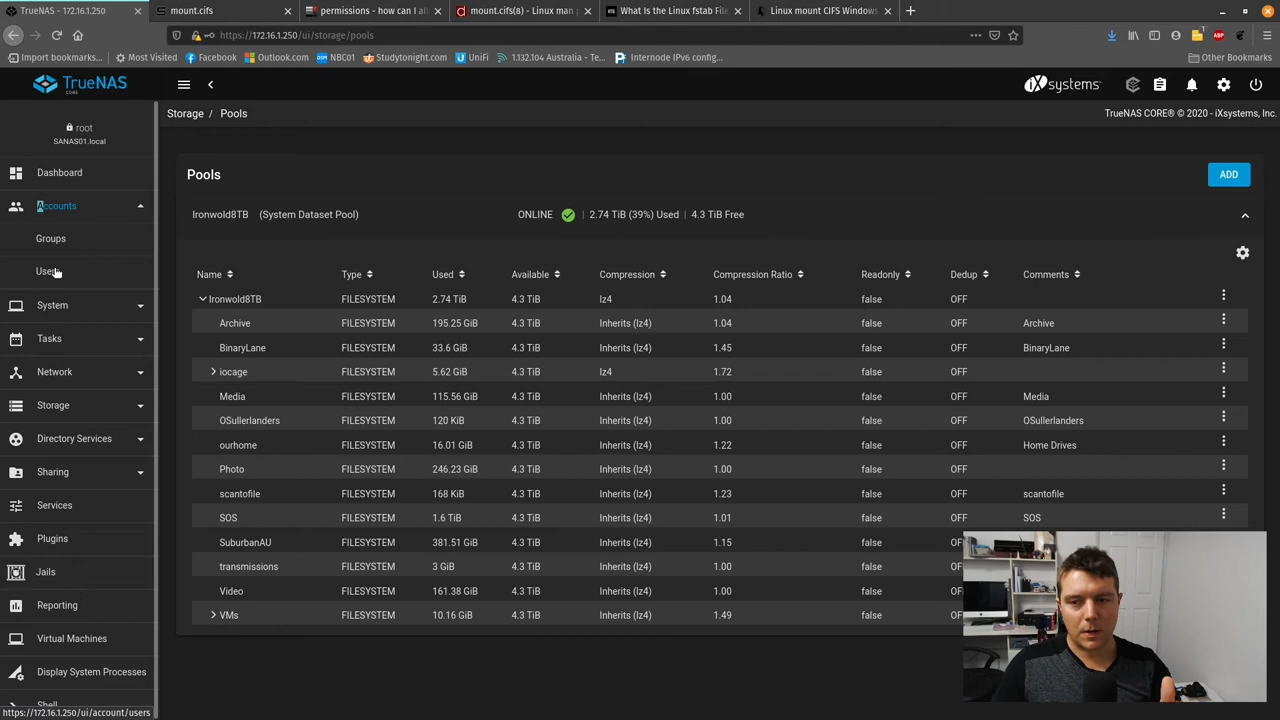 TrueNAS - 172.16.1.250
mount.cifs
permissions - how can I all
mount.cifs(8) - Linux man p
What Is the Linux fstab File
Linux mount CIFS Windows
https://172.16.1.250/ui/storage/pools
Import bookmarks...
Most Visited
Facebook
Outlook.com
NBC01
Studytonight.com
UniFi
1.132.104 Australia - Te...
Internode IPv6 config...
Other Bookmarks
TrueNAS
CORE
iXsystems
Storage / Pools
TrueNAS CORE® © 2020 - iXsystems, Inc.
root
SANAS01.local
Dashboard
Accounts
Groups
Users
System
Tasks
Network
Storage
Directory Services
Sharing
Services
Plugins
Jails
Reporting
Virtual Machines
Display System Processes
Shell
https://172.16.1.250/ui/account/users
Pools
ADD
Ironwold8TB (System Dataset Pool) ONLINE 2.74 TiB (39%) Used | 4.3 TiB Free
Name Type Used Available Compression Compression Ratio Readonly Dedup Comments
Ironwold8TB FILESYSTEM 2.74 TiB 4.3 TiB lz4 1.04 false OFF
Archive FILESYSTEM 195.25 GiB 4.3 TiB Inherits (lz4) 1.04 false OFF Archive
BinaryLane FILESYSTEM 33.6 GiB 4.3 TiB Inherits (lz4) 1.45 false OFF BinaryLane
iocage FILESYSTEM 5.62 GiB 4.3 TiB lz4 1.72 false OFF
Media FILESYSTEM 115.56 GiB 4.3 TiB Inherits (lz4) 1.00 false OFF Media
OSullerlanders FILESYSTEM 120 KiB 4.3 TiB Inherits (lz4) 1.00 false OFF OSullerlanders
ourhome FILESYSTEM 16.01 GiB 4.3 TiB Inherits (lz4) 1.22 false OFF Home Drives
Photo FILESYSTEM 246.23 GiB 4.3 TiB Inherits (lz4) 1.00 false OFF
scantofile FILESYSTEM 168 KiB 4.3 TiB Inherits (lz4) 1.23 false OFF scantofile
SOS FILESYSTEM 1.6 TiB 4.3 TiB Inherits (lz4) 1.01 false OFF SOS
SuburbanAU FILESYSTEM 381.51 GiB 4.3 TiB Inherits (lz4) 1.15 false OFF
transmissions FILESYSTEM 3 GiB 4.3 TiB Inherits (lz4) 1.00 false OFF
Video FILESYSTEM 161.38 GiB 4.3 TiB Inherits (lz4) 1.00 false OFF
VMs FILESYSTEM 10.16 GiB 4.3 TiB Inherits (lz4) 1.49 false OFF